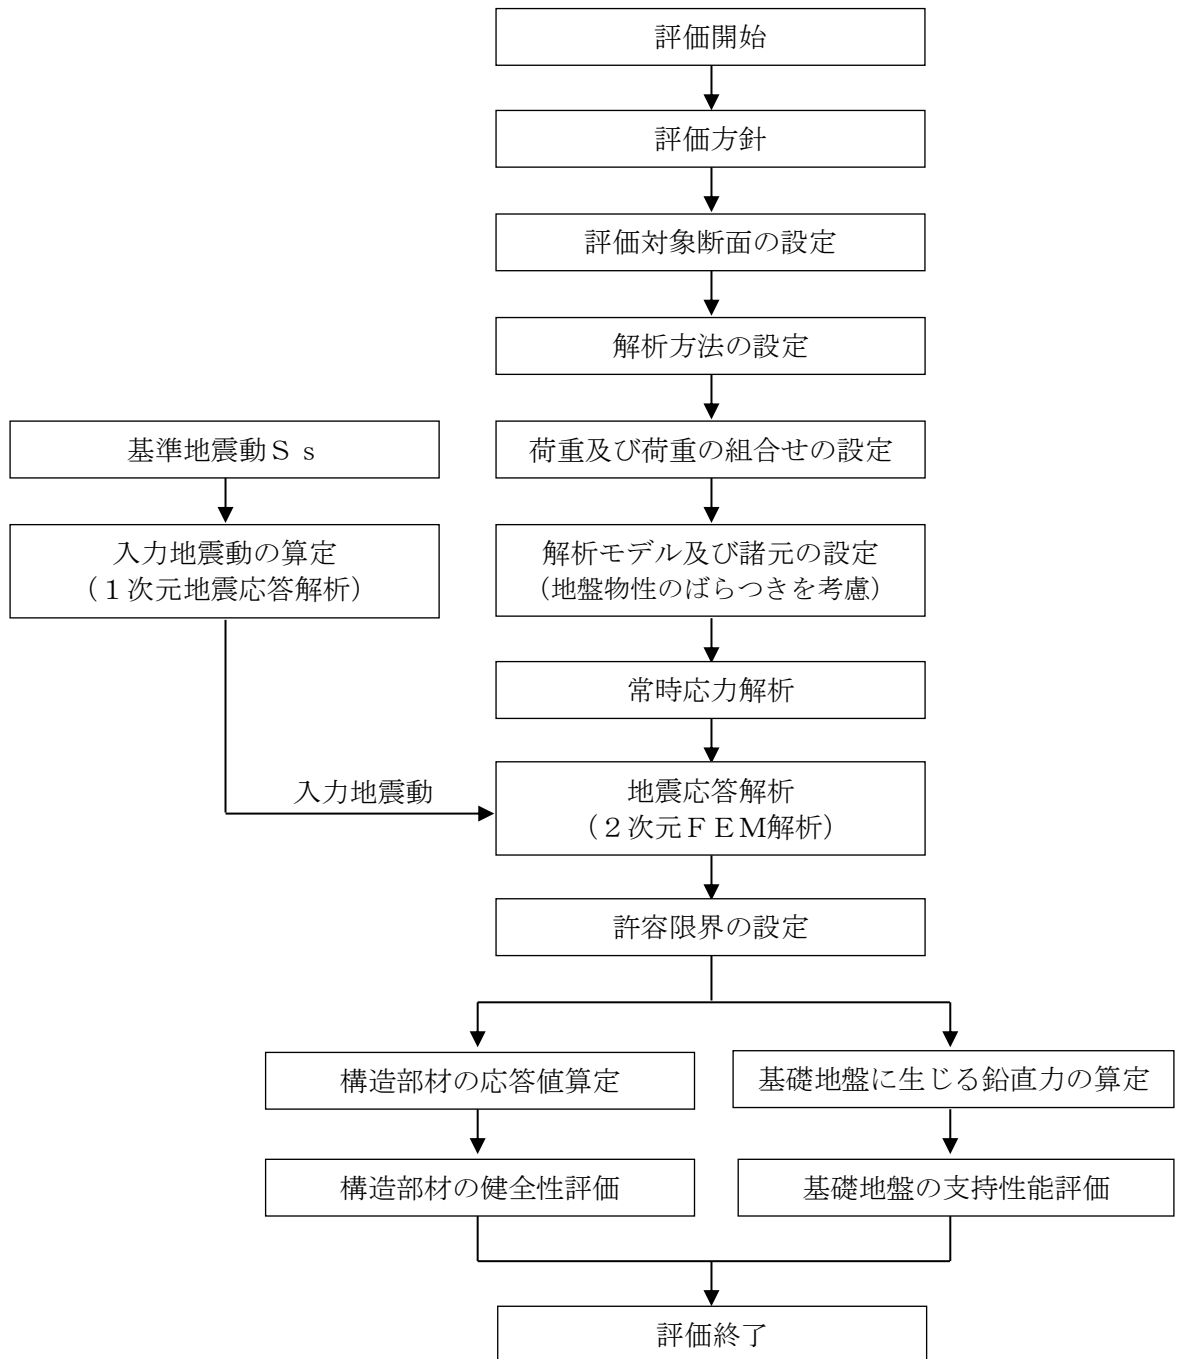 評価開始
評価方針
評価対象断面の設定
解析方法の設定
基準地震動Ｓｓ
荷重及び荷重の組合せの設定
入力地震動の算定
（１次元地震応答解析）
解析モデル及び諸元の設定
（地盤物性のばらつきを考慮）
常時応力解析
入力地震動
地震応答解析
（２次元ＦＥＭ解析）
許容限界の設定
構造部材の応答値算定
基礎地盤に生じる鉛直力の算定
構造部材の健全性評価
基礎地盤の支持性能評価
評価終了